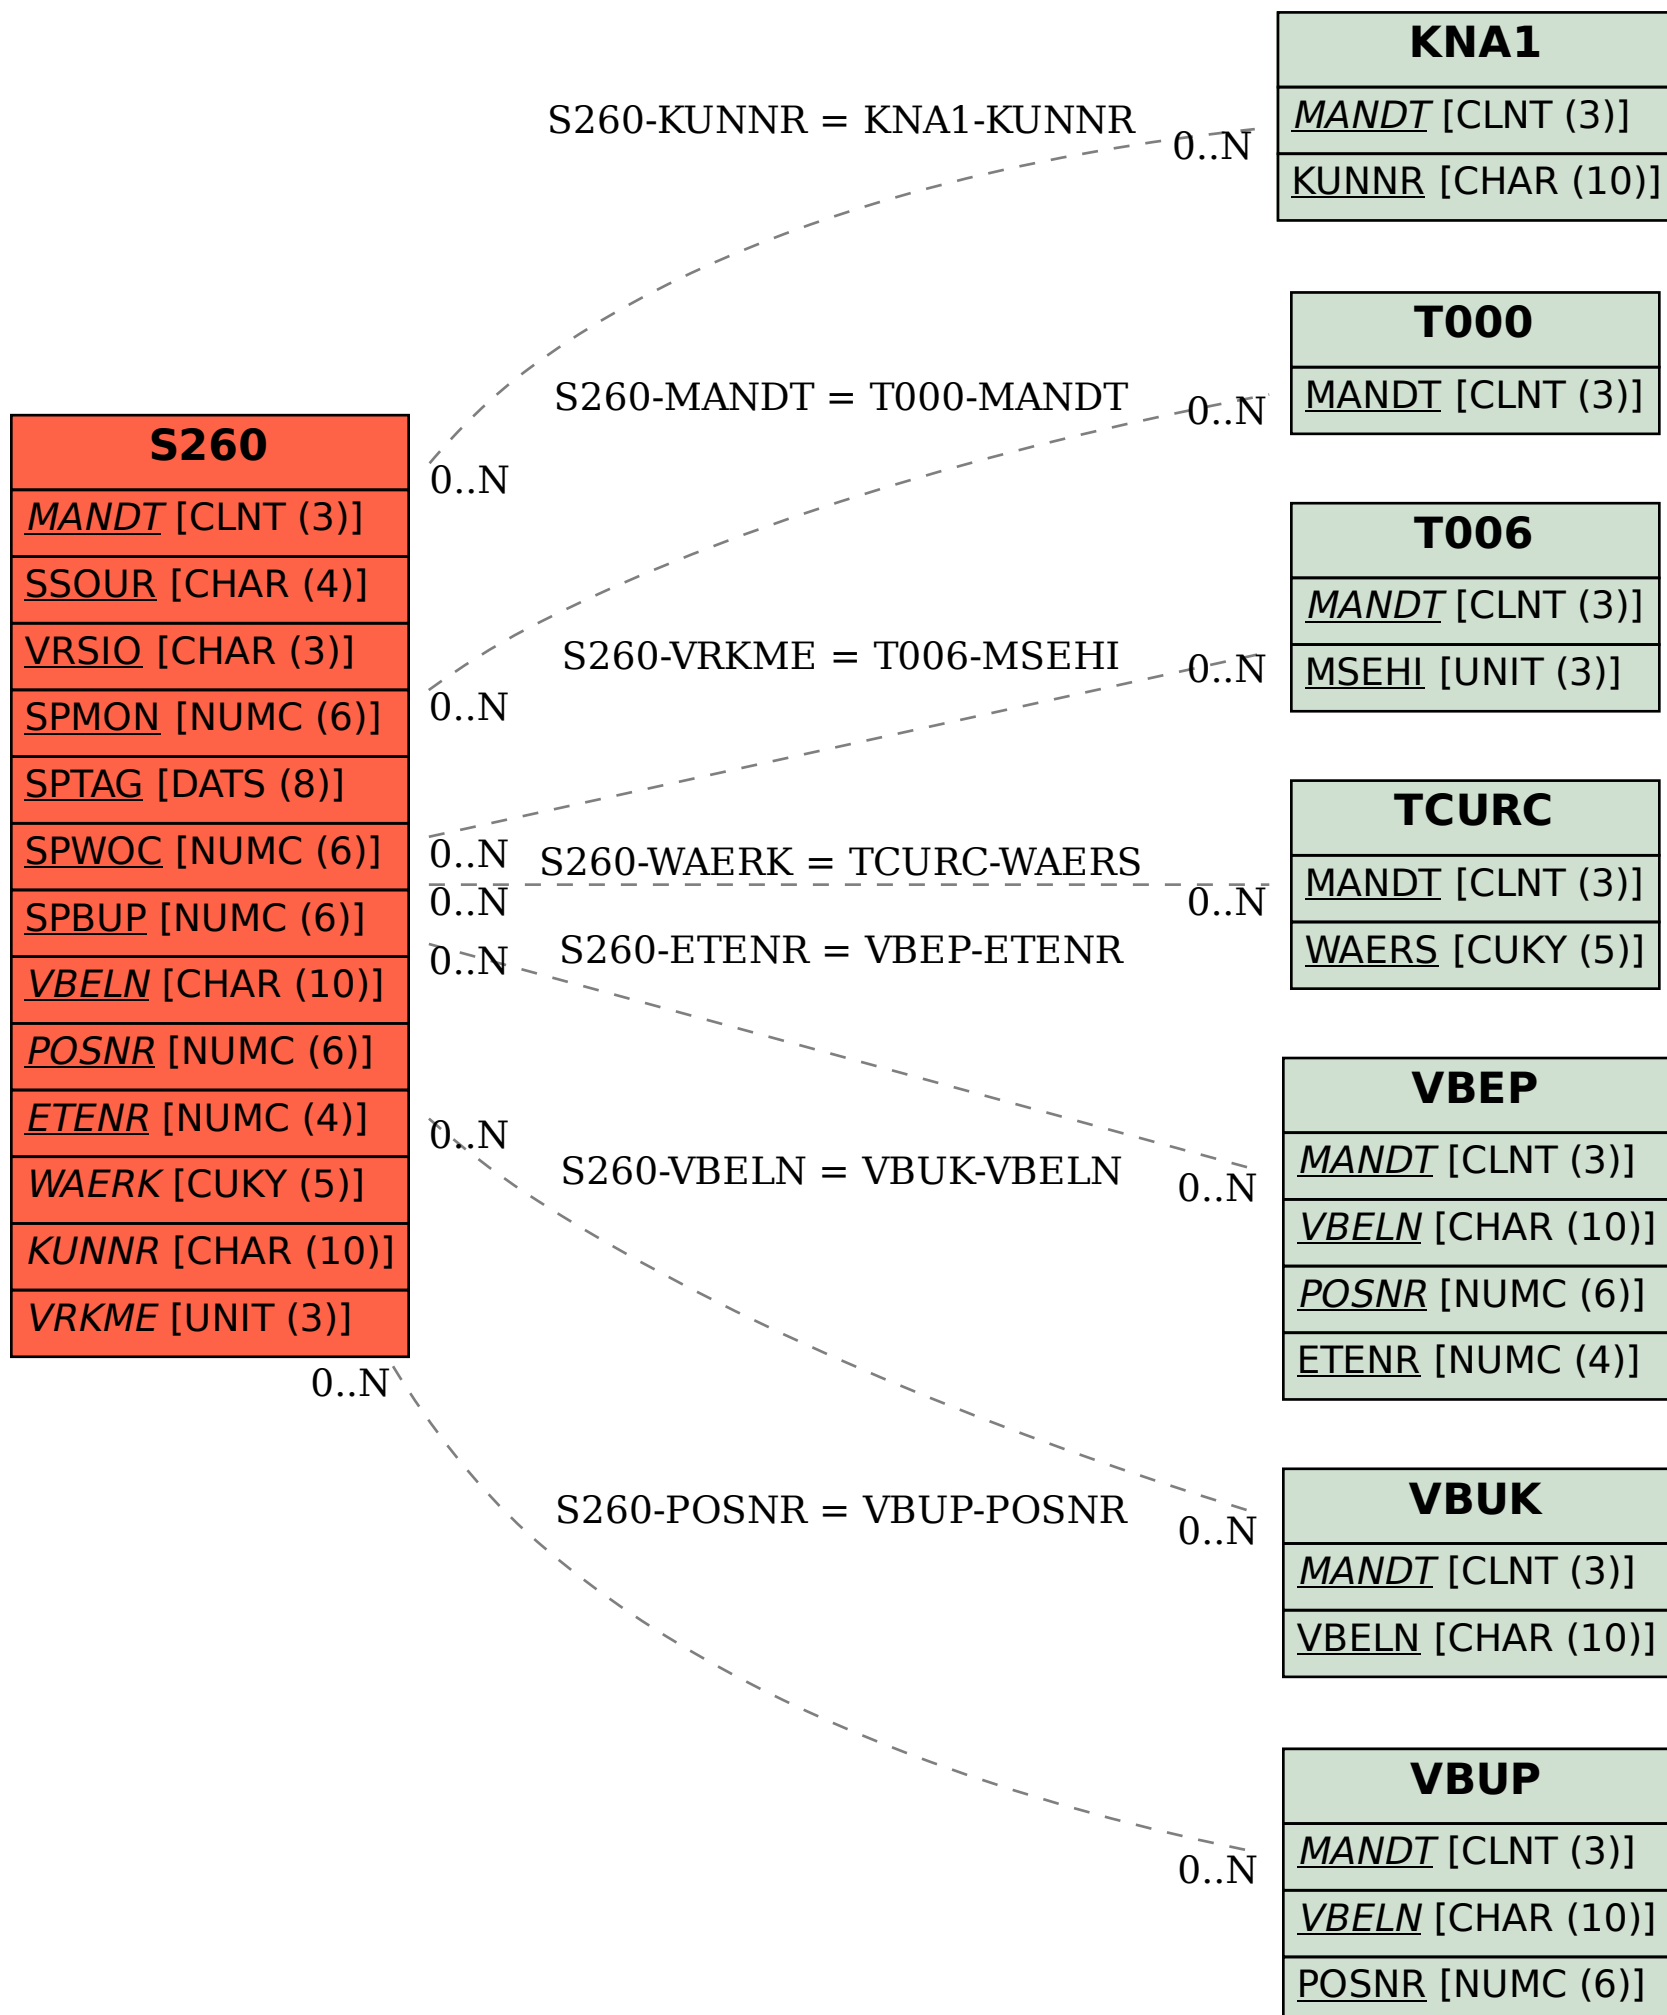 S260
MANDT [CLNT (3)]
SSOUR [CHAR (4)]
VRSIO [CHAR (3)]
SPMON [NUMC (6)]
SPTAG [DATS (8)]
SPWOC [NUMC (6)]
SPBUP [NUMC (6)]
VBELN [CHAR (10)]
POSNR [NUMC (6)]
ETENR [NUMC (4)]
WAERK [CUKY (5)]
KUNNR [CHAR (10)]
VRKME [UNIT (3)]
S260-KUNNR = KNA1-KUNNR
0..N
0..N
S260-MANDT = T000-MANDT
0..N
0..N
S260-VRKME = T006-MSEHI
0..N
0..N
S260-WAERK = TCURC-WAERS
0..N
0..N
S260-ETENR = VBEP-ETENR
0..N
0..N
S260-VBELN = VBUK-VBELN
0..N
0..N
S260-POSNR = VBUP-POSNR
0..N
0..N
KNA1
MANDT [CLNT (3)]
KUNNR [CHAR (10)]
T000
MANDT [CLNT (3)]
T006
MANDT [CLNT (3)]
MSEHI [UNIT (3)]
TCURC
MANDT [CLNT (3)]
WAERS [CUKY (5)]
VBEP
MANDT [CLNT (3)]
VBELN [CHAR (10)]
POSNR [NUMC (6)]
ETENR [NUMC (4)]
VBUK
MANDT [CLNT (3)]
VBELN [CHAR (10)]
VBUP
MANDT [CLNT (3)]
VBELN [CHAR (10)]
POSNR [NUMC (6)]